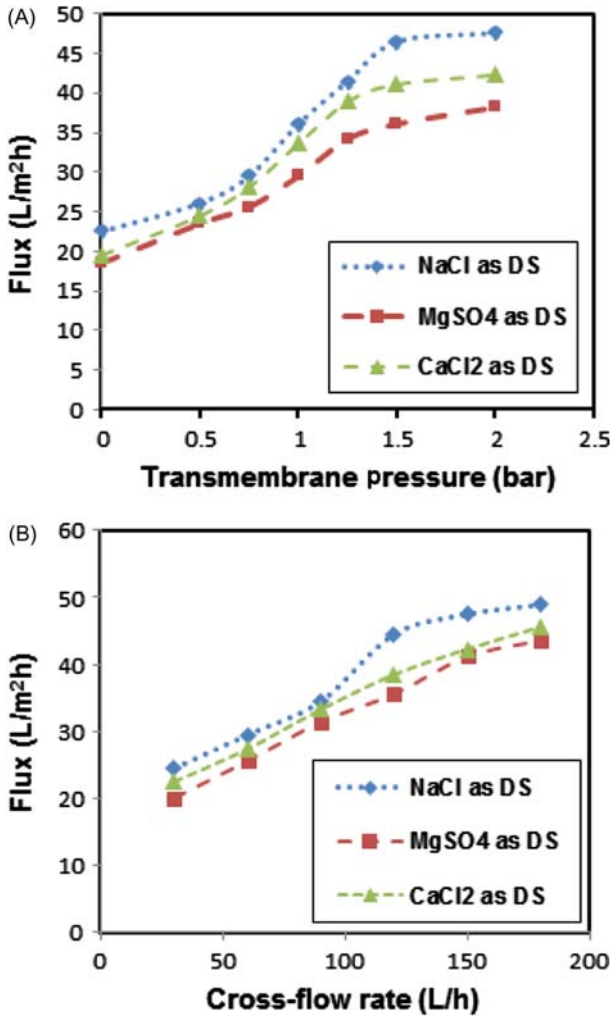 (A)
50
45
40
35
30
25
20
15
10
5
0
Flux (L/m²h)
NaCl as DS
MgSO4 as DS
CaCl2 as DS
0 0.5 1 1.5 2 2.5
Transmembrane pressure (bar)
(B)
60
50
40
30
20
10
0
Flux (L/m²h)
NaCl as DS
MgSO4 as DS
CaCl2 as DS
0 50 100 150 200
Cross-flow rate (L/h)